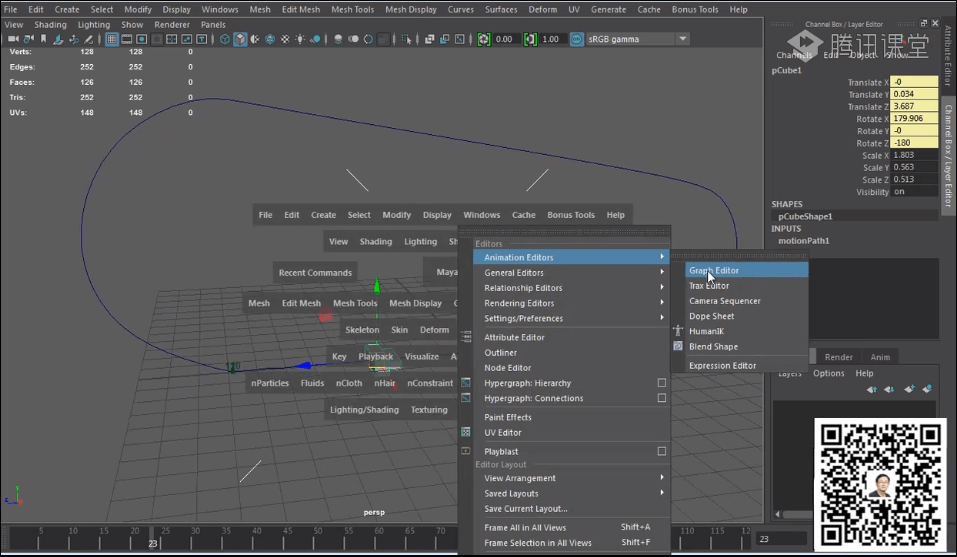 File Edit Create Select Modify Display Windows Mesh Edit Mesh Mesh Tools Mesh Display Curves Surfaces Deform UV Generate Cache Bonus Tools Help
View Shading Lighting Show Renderer Panels
0.00 1.00 sRGB gamma
Channel Box / Layer Editor
腾讯课堂
Channels Edit Object Show
Verts: 128 128 0
Edges: 252 252 0
Faces: 126 126 0
Tris: 252 252 0
UVs: 148 148 0
pCube1
Translate X -0
Translate Y 0.034
Translate Z 3.687
Rotate X 179.906
Rotate Y -0
Rotate Z -180
Scale X 1.803
Scale Y 0.563
Scale Z 0.513
Visibility on
SHAPES
pCubeShape1
INPUTS
motionPath1
Attribute Editor
Channel Box / Layer Editor
File Edit Create Select Modify Display Windows Cache Bonus Tools Help
View Shading Lighting
Recent Commands Maya
Mesh Edit Mesh Mesh Tools Mesh Display
Skeleton Skin Deform
Key Playback Visualize
nParticles Fluids nCloth nHair nConstraint
Lighting/Shading Texturing
120
Editors
Animation Editors
General Editors
Relationship Editors
Rendering Editors
Settings/Preferences
Attribute Editor
Outliner
Node Editor
Hypergraph: Hierarchy
Hypergraph: Connections
Paint Effects
UV Editor
Playblast
Editor Layout
View Arrangement
Saved Layouts
Save Current Layout...
Frame All in All Views Shift+A
Frame Selection in All Views Shift+F
Graph Editor
Trax Editor
Camera Sequencer
Dope Sheet
HumanIK
Blend Shape
Expression Editor
Render Anim
Layers Options Help
persp
5 10 15 20 25 30 35 40 45 50 55 60 110 115 12
23
23